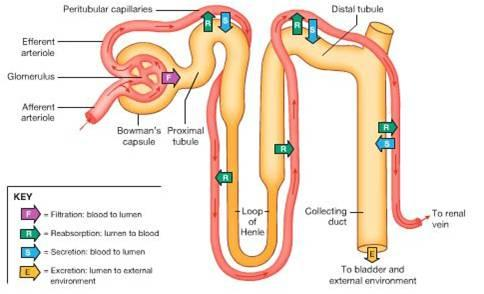 Peritubular capillaries
Distal tubule
R
S
R
S
Efferent
arteriole
Glomerulus
F
Afferent
arteriole
Bowman's
capsule
Proximal
tubule
R
S
R
R
KEY
F = Filtration: blood to lumen
R = Reabsorption: lumen to blood
S = Secretion: blood to lumen
E = Excretion: lumen to external
environment
Loop
of
Henle
Collecting
duct
To renal
vein
E
To bladder and
external environment